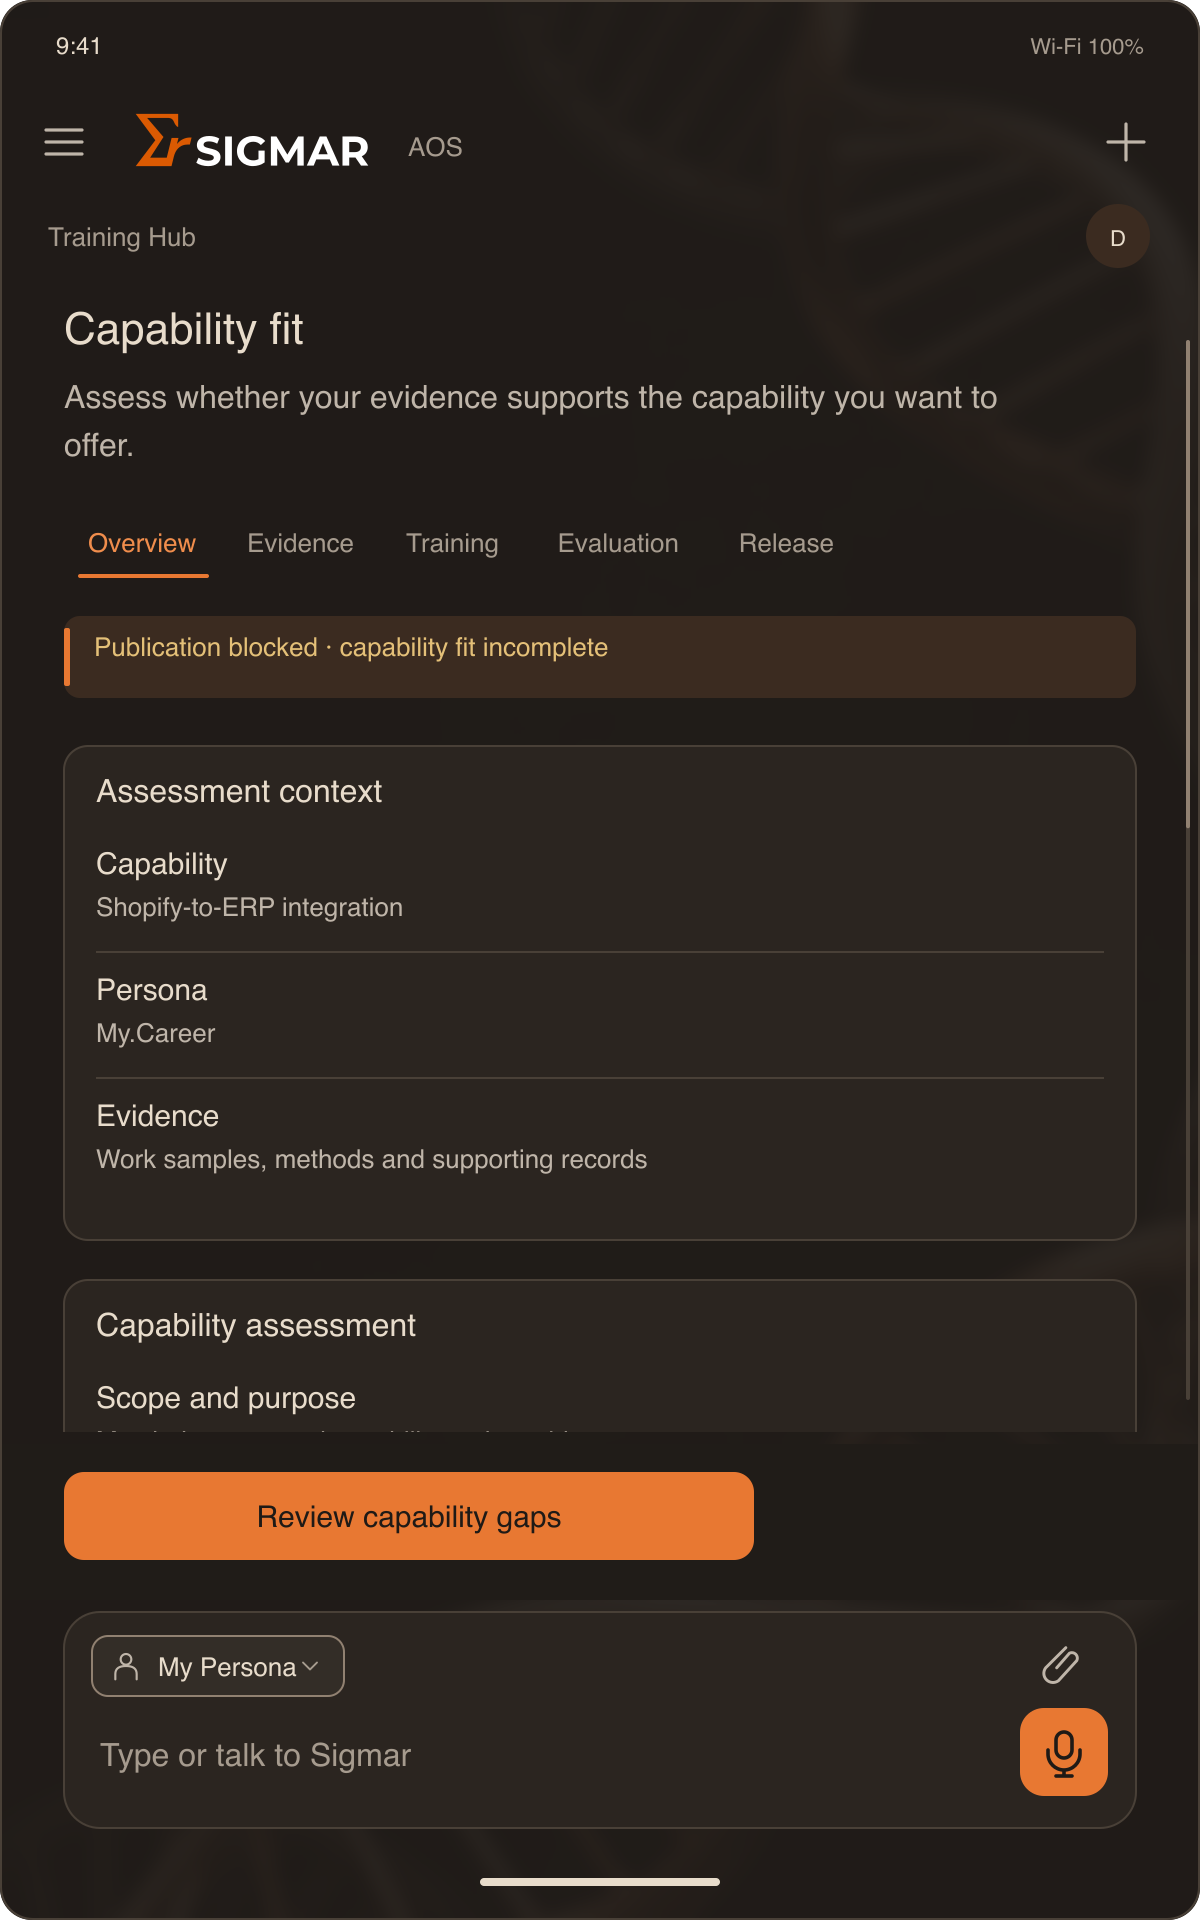 9:41
Wi-Fi 100%
Σr SIGMAR AOS
Training Hub
D
Capability fit
Assess whether your evidence supports the capability you want to
offer.
Overview Evidence Training Evaluation Release
Publication blocked · capability fit incomplete
Assessment context
Capability
Shopify-to-ERP integration
Persona
My.Career
Evidence
Work samples, methods and supporting records
Capability assessment
Scope and purpose
Review capability gaps
My Persona
Type or talk to Sigmar